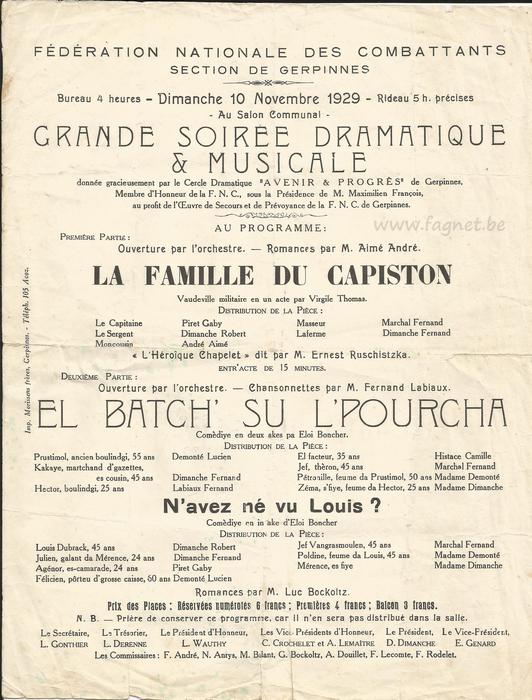 FÉDÉRATION NATIONALE DES COMBATTANTS
SECTION DE GERPINNES
Bureau 4 heures - Dimanche 10 Novembre 1929 - Rideau 5 h. précises
- Au Salon Communal -
GRANDE SOIRÉE DRAMATIQUE
& MUSICALE
donnée gracieusement par le Cercle Dramatique "AVENIR & PROGRÈS" de Gerpinnes,
Membre d'Honneur de la F. N. C., sous la Présidence de M. Maximilien François,
au profit de l'Œuvre de Secours et de Prévoyance de la F. N. C. de Gerpinnes.
www.fagnet.be
AU PROGRAMME:
PREMIÈRE PARTIE :
Ouverture par l'orchestre. — Romances par M. Aimé André.
LA FAMILLE DU CAPISTON
Vaudeville militaire en un acte par Virgile Thomas.
DISTRIBUTION DE LA PIÈCE :
Le Capitaine Piret Gaby Masseur Marchal Fernand
Le Sergent Dimanche Robert Laferme Dimanche Fernand
Moncousin André Aimé
« L'Héroïque Chapelet » dit par M. Ernest Ruschistzka.
ENTR'ACTE DE 15 MINUTES.
DEUXIÈME PARTIE :
Ouverture par l'orchestre. — Chansonnettes par M. Fernand Labiaux.
EL BATCH' SU L'POURCHA
Comèdiye en deux akes pa Eloi Boncher.
DISTRIBUTION DE LA PIÈCE :
Prustimol, ancien boulindgi, 55 ans Demonté Lucien El facteur, 35 ans Histace Camille
Kakaye, martchand d'gazettes, Jef, thèron, 45 ans Marchal Fernand
es cousin, 45 ans Dimanche Fernand Pétronille, feume da Prustimol, 50 ans Madame Demonté
Hector, boulindgi, 25 ans Labiaux Fernand Zéma, s'fiye, feume da Hector, 25 ans Madame Dimanche
N'avez né vu Louis ?
Comèdiye en in ake d'Eloi Boncher
DISTRIBUTION DE LA PIÈCE :
Louis Dubrack, 45 ans Dimanche Robert Jef Vangrasmoulen, 45 ans Marchal Fernand
Julien, galant da Mérence, 24 ans Dimanche Fernand Poldine, feume da Louis, 45 ans Madame Demonté
Agénor, es-camarade, 24 ans Piret Gaby Mérence, es fiye Madame Dimanche
Félicien, pôrteu d'grosse caisse, 60 ans Demonté Lucien
Romances par M. Luc Bockoltz.
Prix des Places : Réservées numérotés 6 francs ; Premières 4 francs ; Balcon 3 francs.
N. B. — Prière de conserver ce programme, car il n'en sera pas distribué dans la salle.
Le Secrétaire, Le Trésorier, Le Président d'Honneur, Les Vice-Présidents d'Honneur, Le Président, Le Vice-Président,
L. GONTHIER L. DERENNE L. WAUTHY C. CROCHELET et A. LEMAÎTRE D. DIMANCHE E. GENARD
Les Commissaires : F. André, N. Antys, M. Bilant, G. Bockoltz, A. Douillet, F. Lecomte, F. Rodelet.